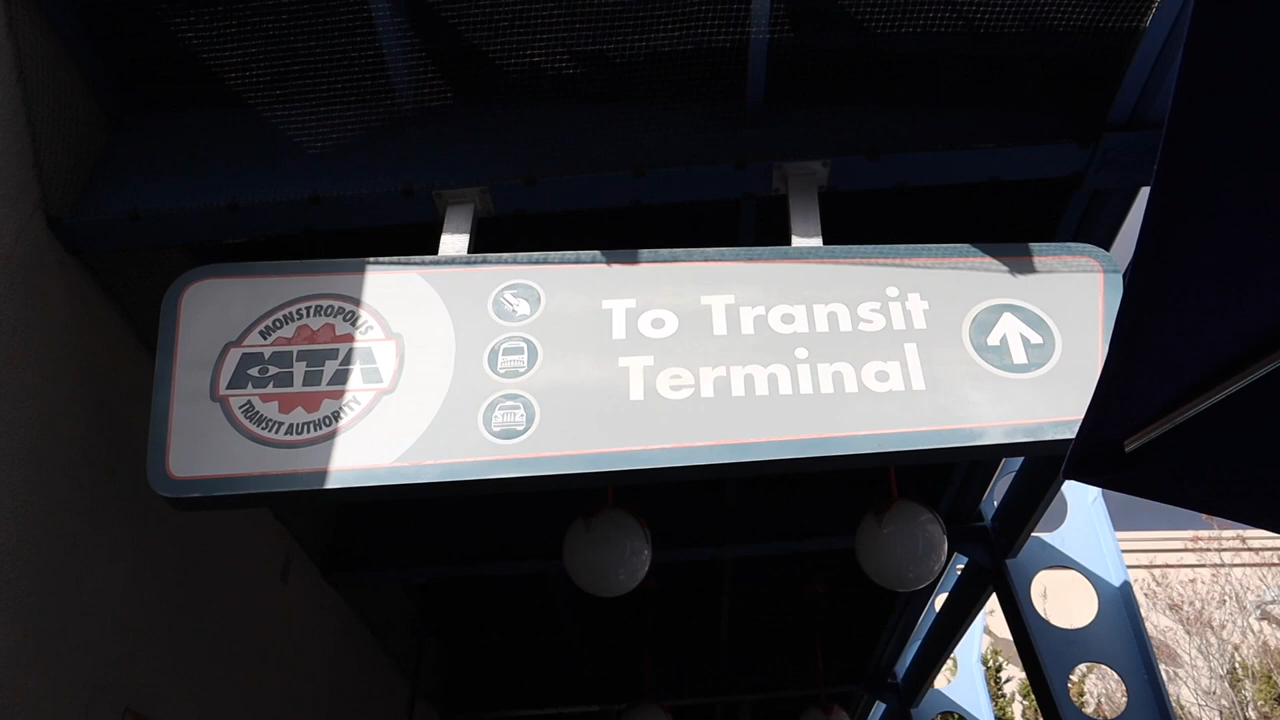 MONSTROPOLIS
MTA
TRANSIT AUTHORITY
To Transit
Terminal